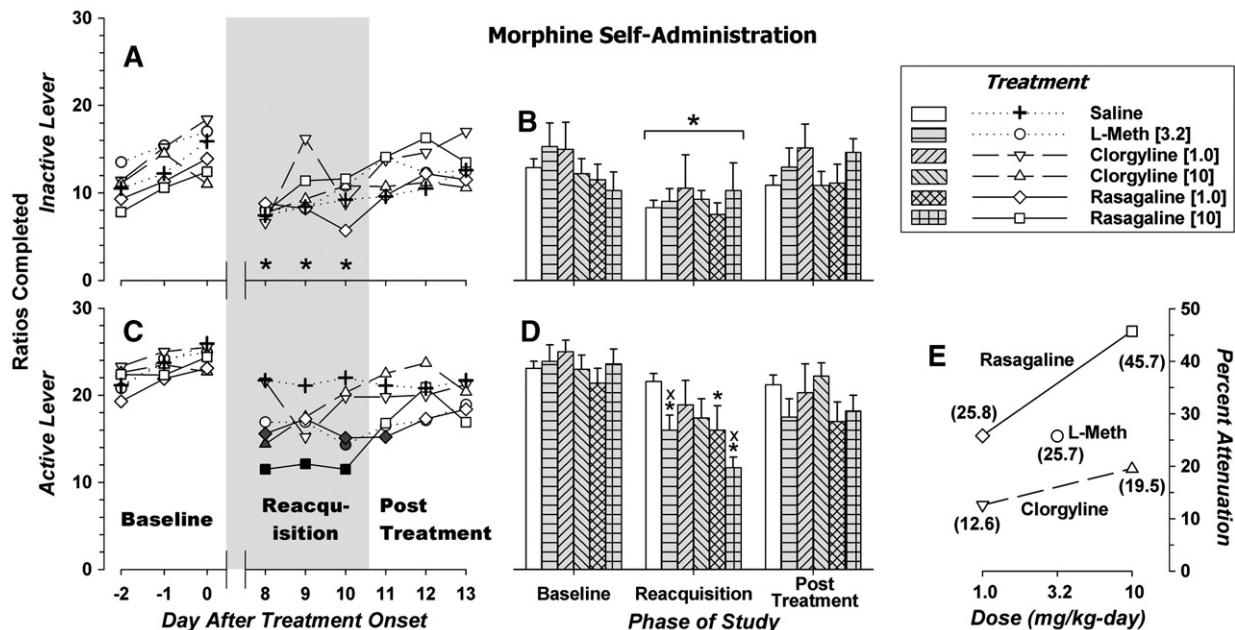 Morphine Self-Administration
Ratios Completed
Inactive Lever
30
20
10
0
A
* * *
B
*
Treatment
Saline
L-Meth [3.2]
Clorgyline [1.0]
Clorgyline [10]
Rasagaline [1.0]
Rasagaline [10]
Active Lever
30
20
10
0
C
Baseline
Reacqu-
isition
Post
Treatment
-2 -1 0 8 9 10 11 12 13
Day After Treatment Onset
D
x
*
*
x
*
Baseline
Reacquisition
Post
Treatment
Phase of Study
E
Rasagaline
(45.7)
(25.8)
L-Meth
(25.7)
(19.5)
Clorgyline
(12.6)
50
40
30
20
10
0
Percent Attenuation
1.0 3.2 10
Dose (mg/kg-day)